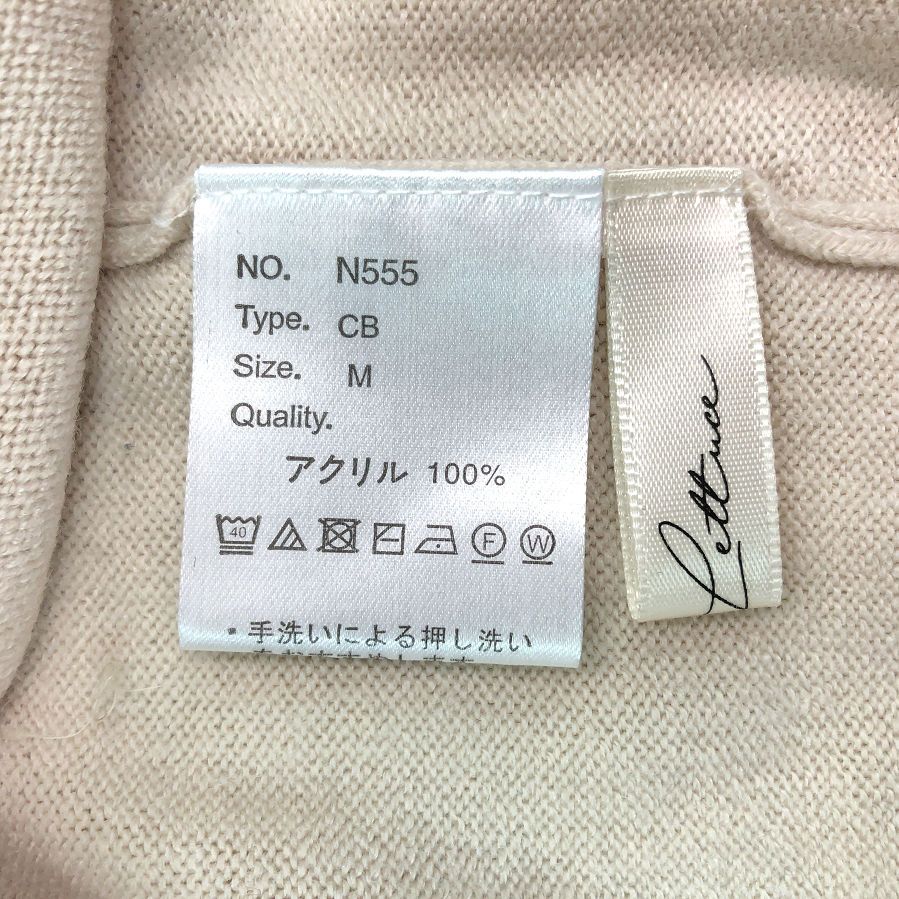 NO. N555
Type. CB
Size. M
Quality.
アクリル 100%
40 F W
・手洗いによる押し洗い
Lettuce